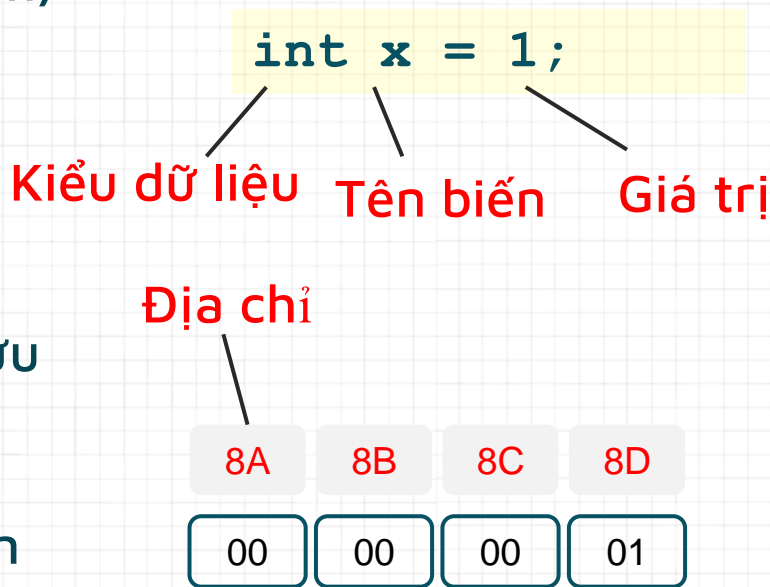 int x = 1;
Kiểu dữ liệu Tên biến Giá trị
Địa chỉ
8A 8B 8C 8D
00 00 00 01